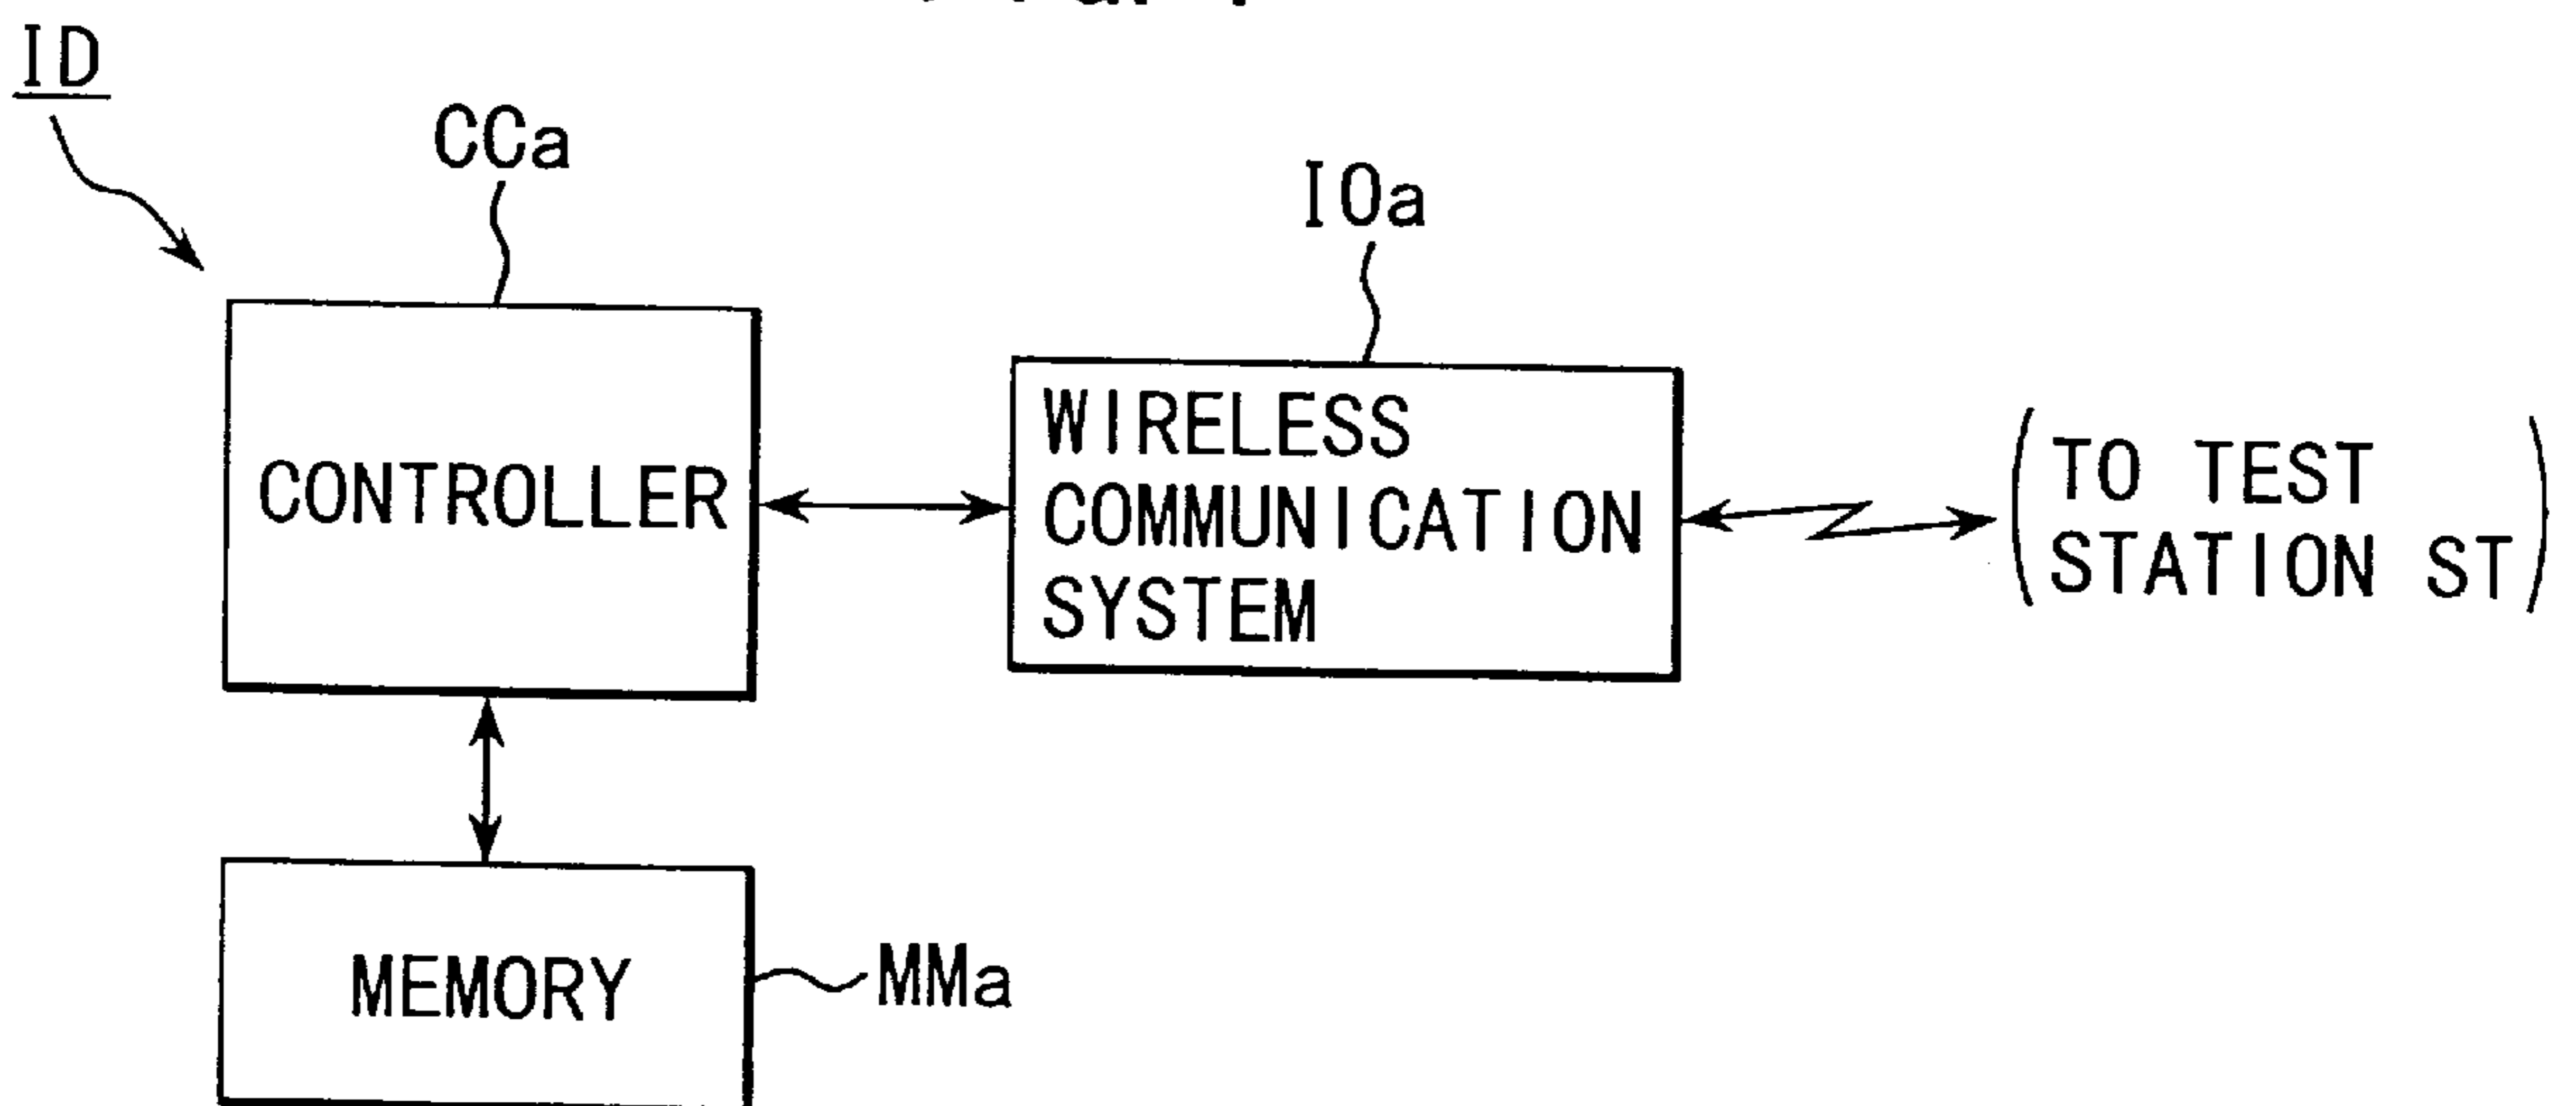 ID
CCa
IOa
CONTROLLER
WIRELESS
COMMUNICATION
SYSTEM
(TO TEST
STATION ST)
MEMORY
MMa